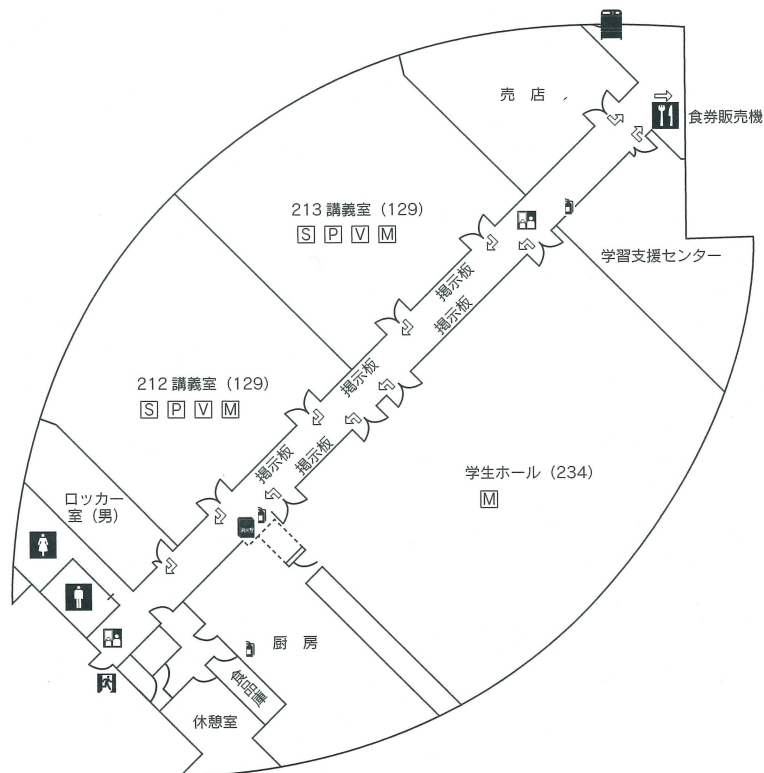 売 店
食券販売機
213 講義室（129）
S P V M
学習支援センター
掲示板
掲示板
212 講義室（129）
S P V M
掲示板
掲示板
掲示板
学生ホール（234）
M
ロッカー
室（男）
厨 房
食品庫
休憩室